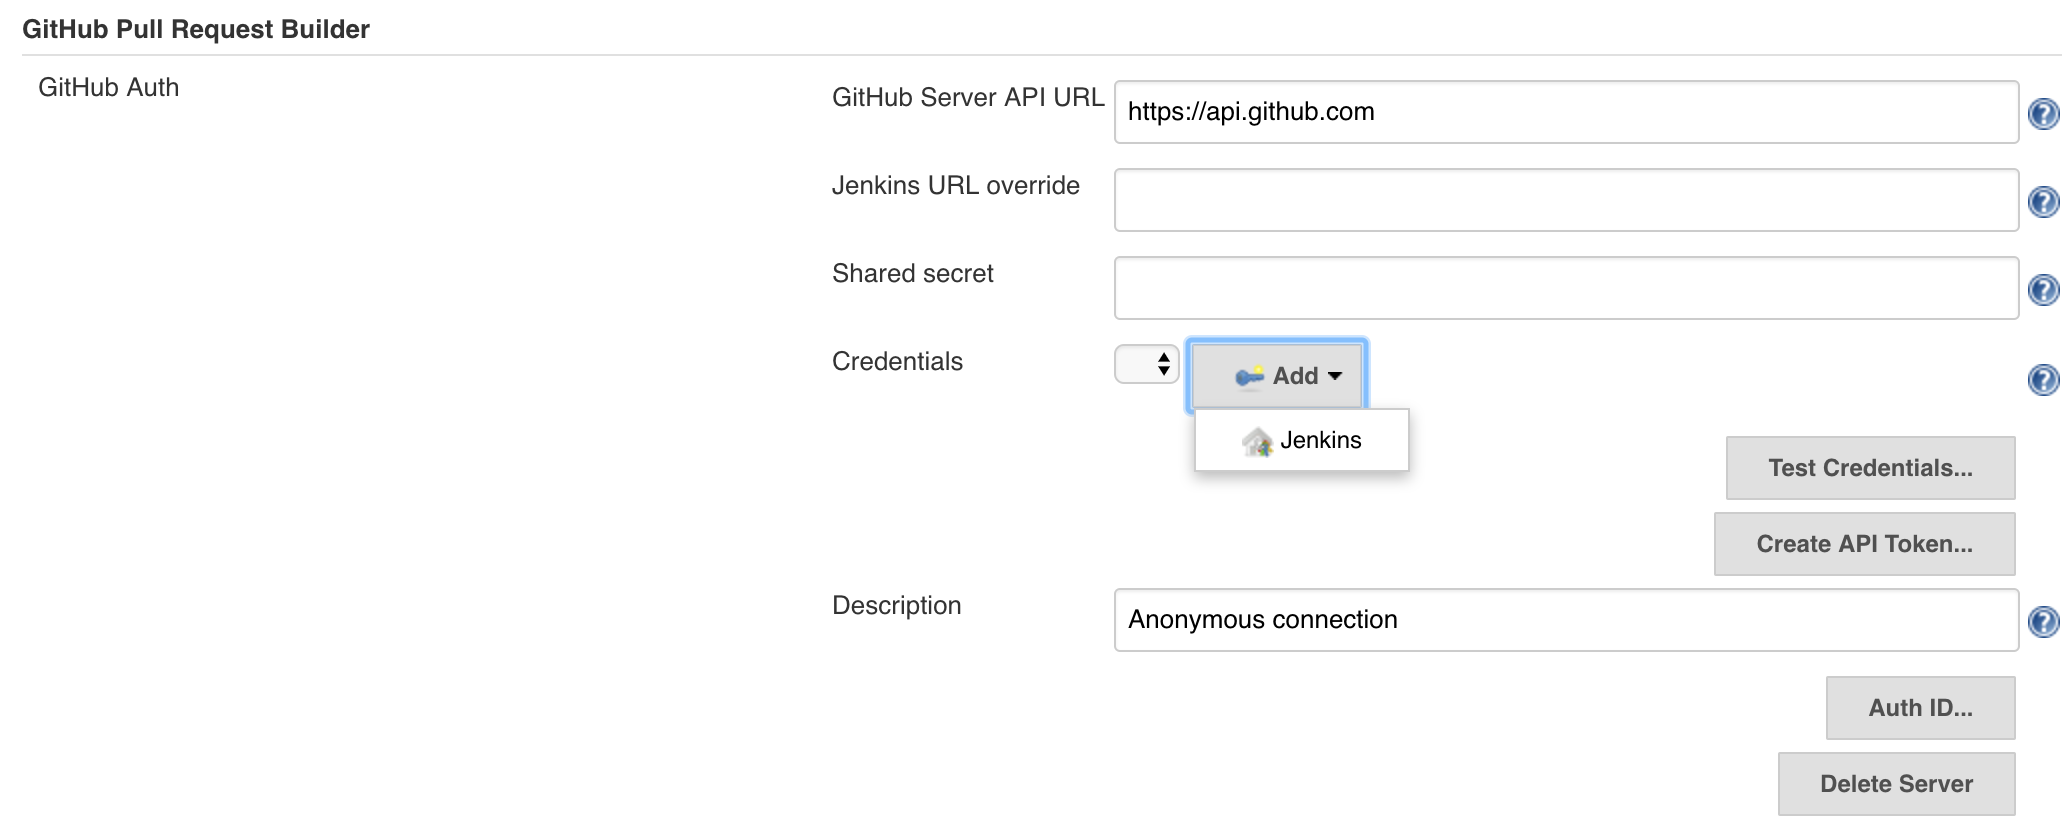 GitHub Pull Request Builder
GitHub Auth
GitHub Server API URL https://api.github.com
Jenkins URL override
Shared secret
Credentials Add
Jenkins
Test Credentials...
Create API Token...
Description Anonymous connection
Auth ID...
Delete Server